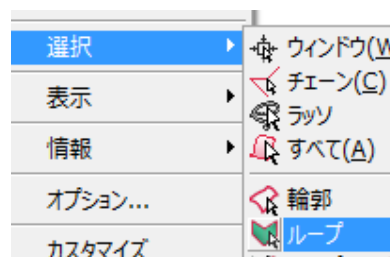 選択
表示
情報
オプション...
カスタマイズ
ウィンドウ(W
チェーン(C)
ラッソ
すべて(A)
輪郭
ループ